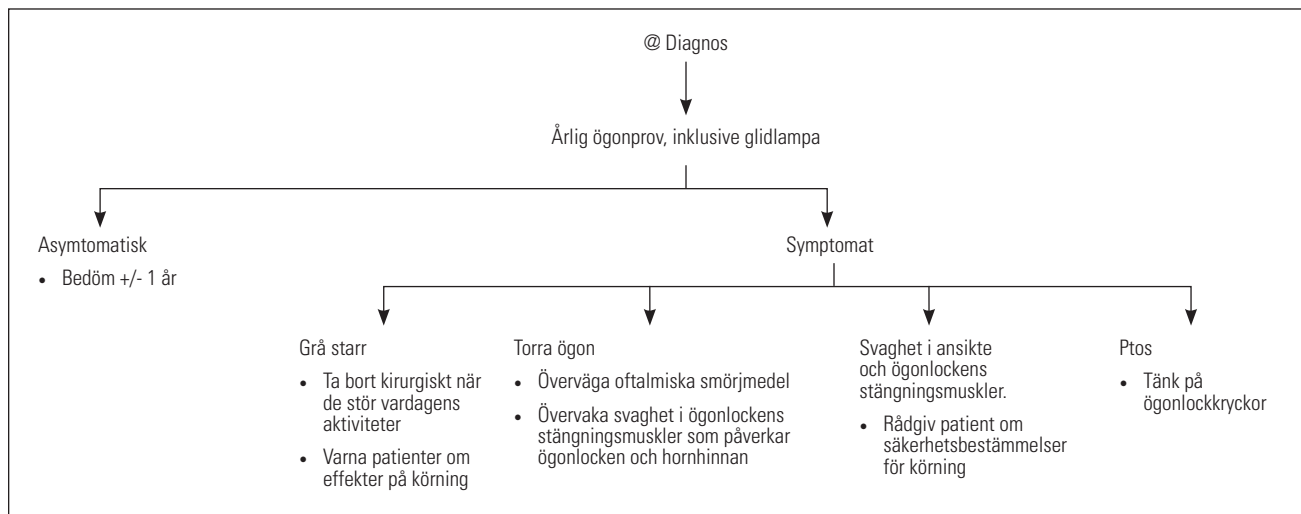 @ Diagnos
Årlig ögonprov, inklusive glidlampa
Asymtomatisk
• Bedöm +/- 1 år
Symptomat
Grå starr
• Ta bort kirurgiskt när
de stör vardagens
aktiviteter
• Varna patienter om
effekter på körning
Torra ögon
• Överväga oftalmiska smörjmedel
• Övervaka svaghet i ögonlockens
stängningsmuskler som påverkar
ögonlocken och hornhinnan
Svaghet i ansikte
och ögonlockens
stängningsmuskler.
• Rådgiv patient om
säkerhetsbestämmelser
för körning
Ptos
• Tänk på
ögonlockkryckor